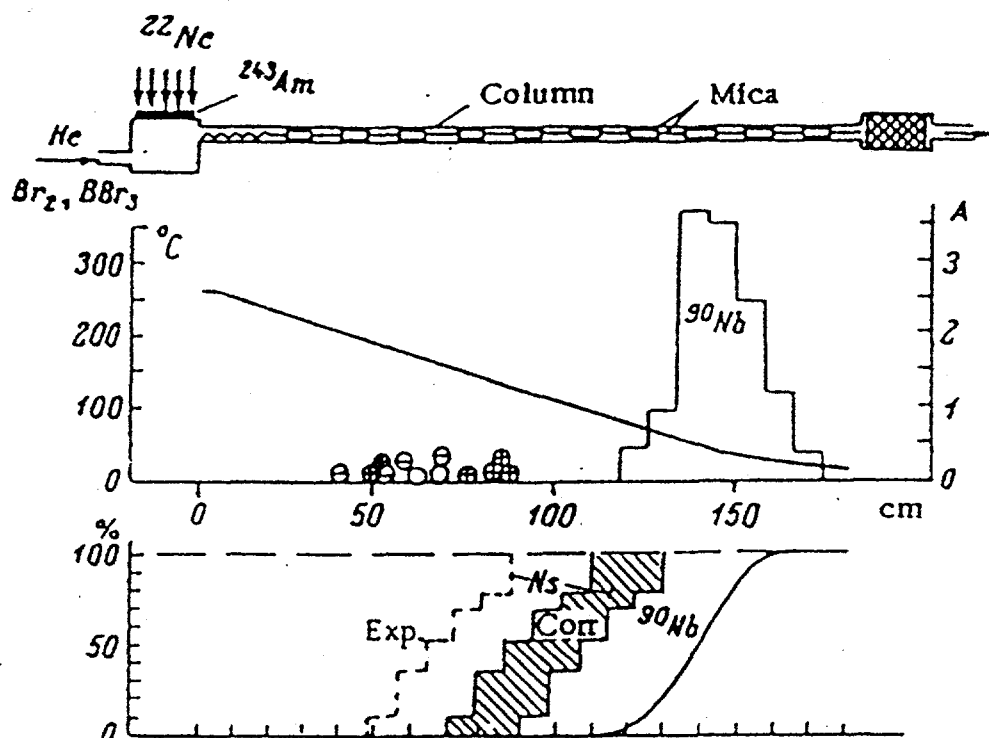 ²²Ne
²⁴³Am
Column
Mica
He
Br₂, BBr₃
°C
A
300
200
100
0
3
2
1
0
⁹⁰Nb
0
50
100
150
cm
%
100
50
0
Exp
Ns
Corr
⁹⁰Nb